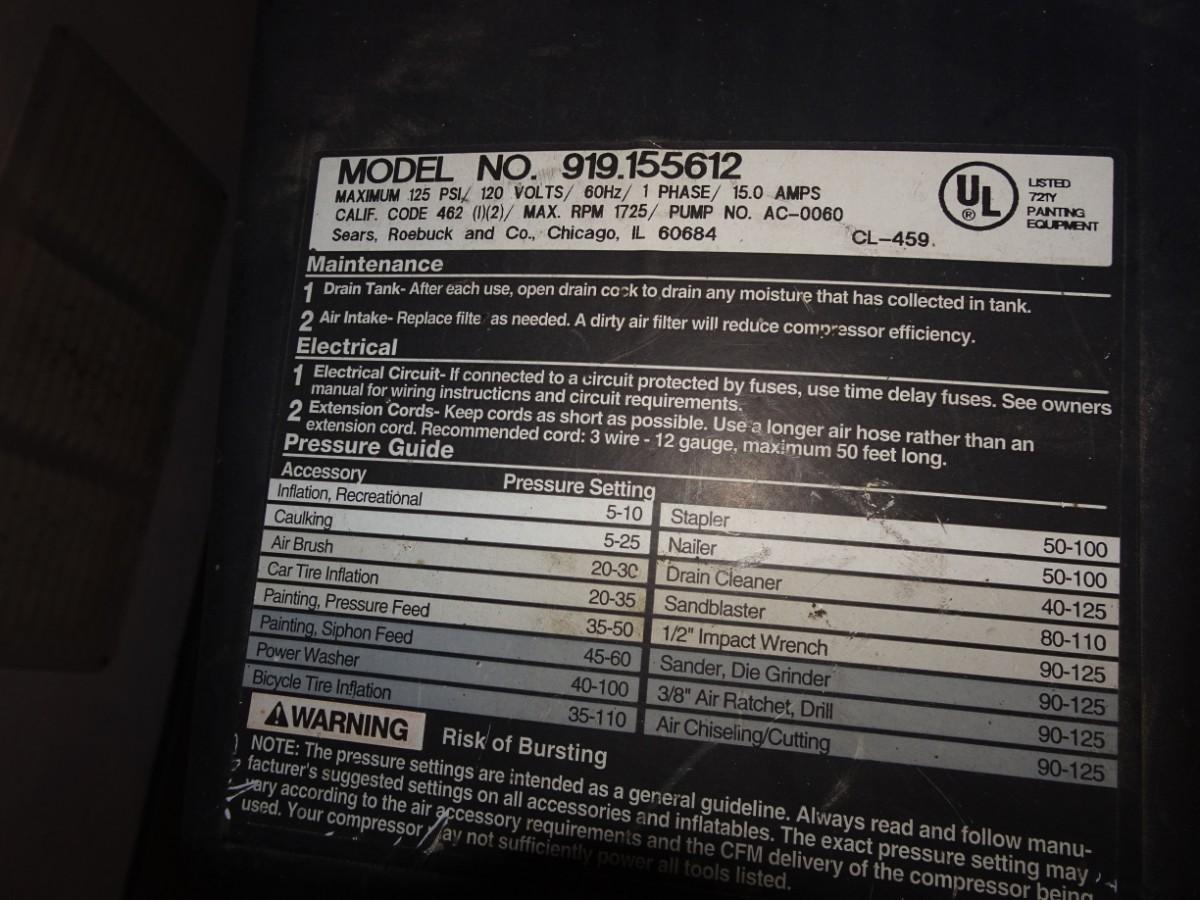 MODEL NO. 919.155612
MAXIMUM 125 PSI/ 120 VOLTS/ 60Hz/ 1 PHASE/ 15.0 AMPS
CALIF. CODE 462 (l)(2)/ MAX. RPM 1725/ PUMP NO. AC-0060
Sears, Roebuck and Co., Chicago, IL 60684
CL-459.
UL ®
LISTED
721Y
PAINTING
EQUIPMENT
Maintenance
1 Drain Tank- After each use, open drain cock to drain any moisture that has collected in tank.
2 Air Intake- Replace filte as needed. A dirty air filter will reduce compressor efficiency.
Electrical
1 Electrical Circuit- If connected to a circuit protected by fuses, use time delay fuses. See owners
manual for wiring instructions and circuit requirements.
2 Extension Cords- Keep cords as short as possible. Use a longer air hose rather than an
extension cord. Recommended cord: 3 wire - 12 gauge, maximum 50 feet long.
Pressure Guide
Accessory Pressure Setting
Inflation, Recreational 5-10
Caulking 5-25
Air Brush 20-30
Car Tire Inflation 20-35
Painting, Pressure Feed 35-50
Painting, Siphon Feed 45-60
Power Washer 40-100
Bicycle Tire Inflation 35-110
Stapler 50-100
Nailer 50-100
Drain Cleaner 40-125
Sandblaster 80-110
1/2" Impact Wrench 90-125
Sander, Die Grinder 90-125
3/8" Air Ratchet, Drill 90-125
Air Chiseling/Cutting 90-125
WARNING Risk of Bursting
NOTE: The pressure settings are intended as a general guideline. Always read and follow manu-
facturer's suggested settings on all accessories and inflatables. The exact pressure setting may
vary according to the air accessory requirements and the CFM delivery of the compressor being
used. Your compressor may not sufficiently power all tools listed.